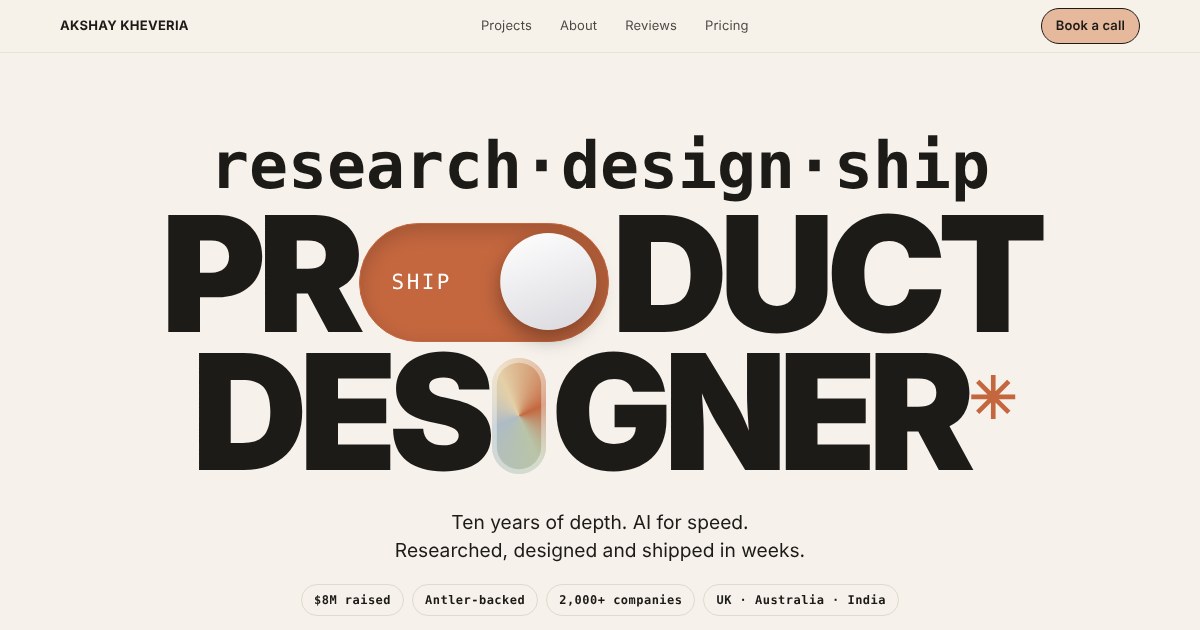 AKSHAY KHEVERIA
Projects About Reviews Pricing
Book a call
research·design·ship
PR SHIP DUCT
DES GNER*
Ten years of depth. AI for speed.
Researched, designed and shipped in weeks.
$8M raised
Antler-backed
2,000+ companies
UK · Australia · India